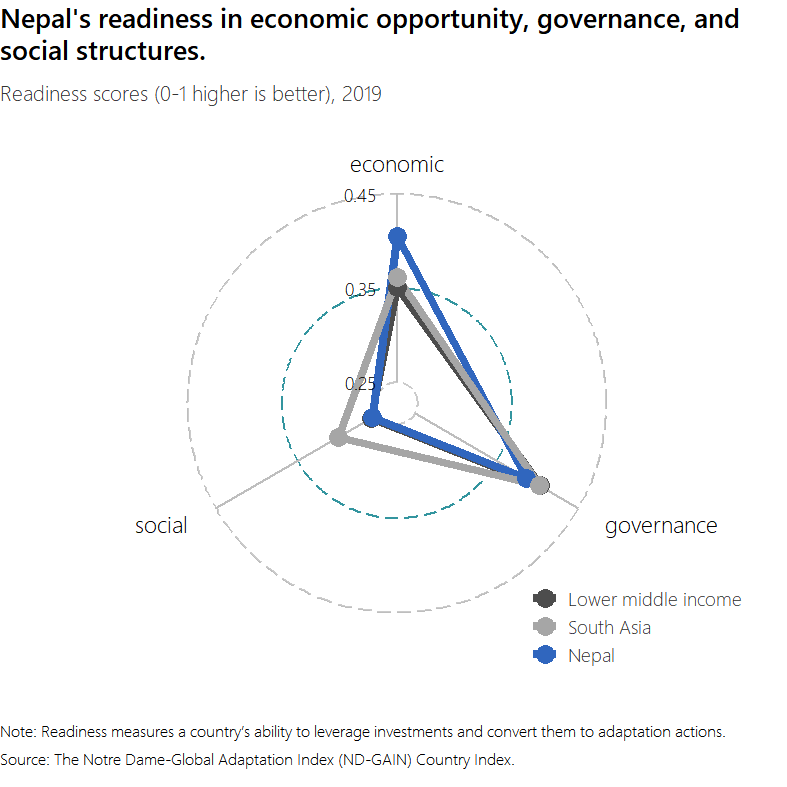 Nepal's readiness in economic opportunity, governance, and
social structures.
Readiness scores (0-1 higher is better), 2019
economic
0.45
0.35
0.25
social
governance
Lower middle income
South Asia
Nepal
Note: Readiness measures a country’s ability to leverage investments and convert them to adaptation actions.
Source: The Notre Dame-Global Adaptation Index (ND-GAIN) Country Index.